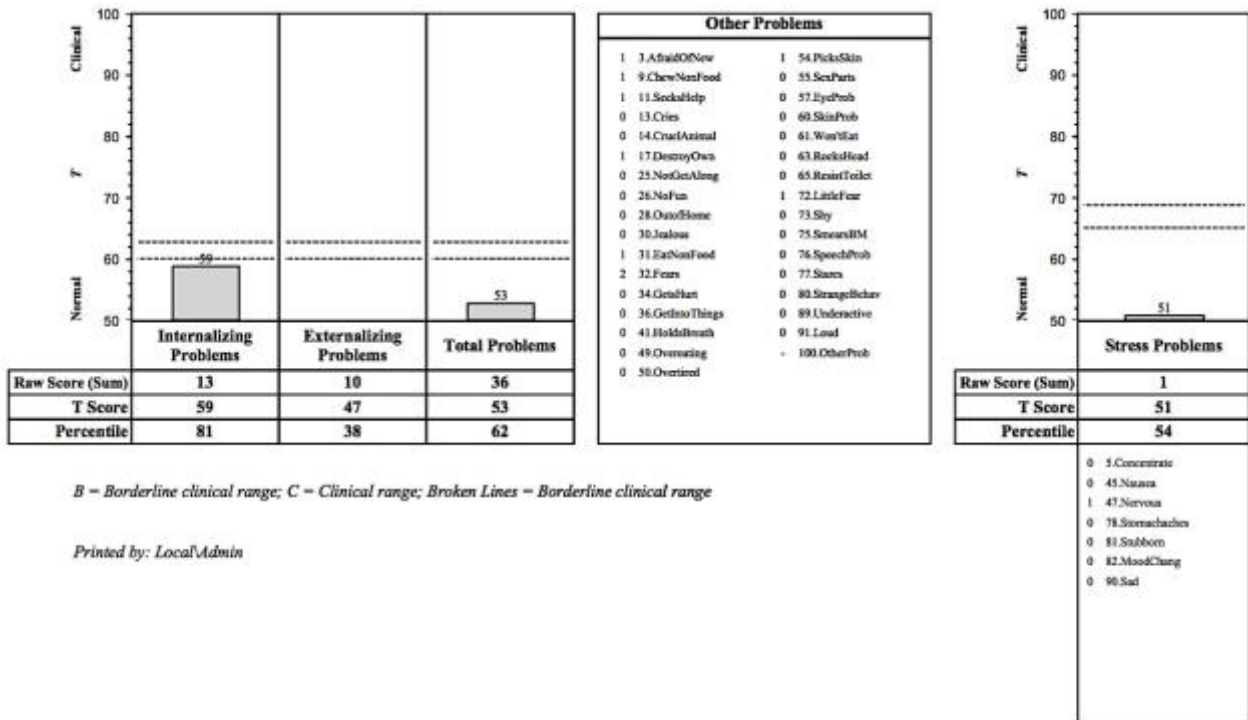 100
90
80
70
60
50
Clinical
T
Normal
59
53
Internalizing Problems
Externalizing Problems
Total Problems
Raw Score (Sum) 13 10 36
T Score 59 47 53
Percentile 81 38 62
Other Problems
1 3.AfraidOfNew
1 9.ChewNonFood
1 11.SeeksHelp
0 13.Cries
0 14.CruelAnimal
1 17.DestroyOwn
0 25.NotGetAlong
0 26.NoFun
0 28.OutofHome
0 30.Jealous
1 31.EatNonFood
2 32.Fears
0 34.GetsHurt
0 36.GetIntoThings
0 41.HoldsBreath
0 49.Overeating
0 50.Overtired
1 54.PicksSkin
0 55.SexParts
0 57.EyeProb
0 60.SkinProb
0 61.Won'tEat
0 63.RocksHead
0 65.ResistToilet
1 72.LittleFear
0 73.Shy
0 75.SmearsBM
0 76.SpeechProb
0 77.Stares
0 80.StrangeBehav
0 89.Underactive
0 91.Loud
- 100.OtherProb
100
90
80
70
60
50
Clinical
T
Normal
51
Stress Problems
Raw Score (Sum) 1
T Score 51
Percentile 54
0 5.Concentrate
0 45.Nausea
1 47.Nervous
0 78.Stomachaches
0 81.Stubborn
0 82.MoodChang
0 90.Sad
B = Borderline clinical range; C = Clinical range; Broken Lines = Borderline clinical range
Printed by: Local\Admin